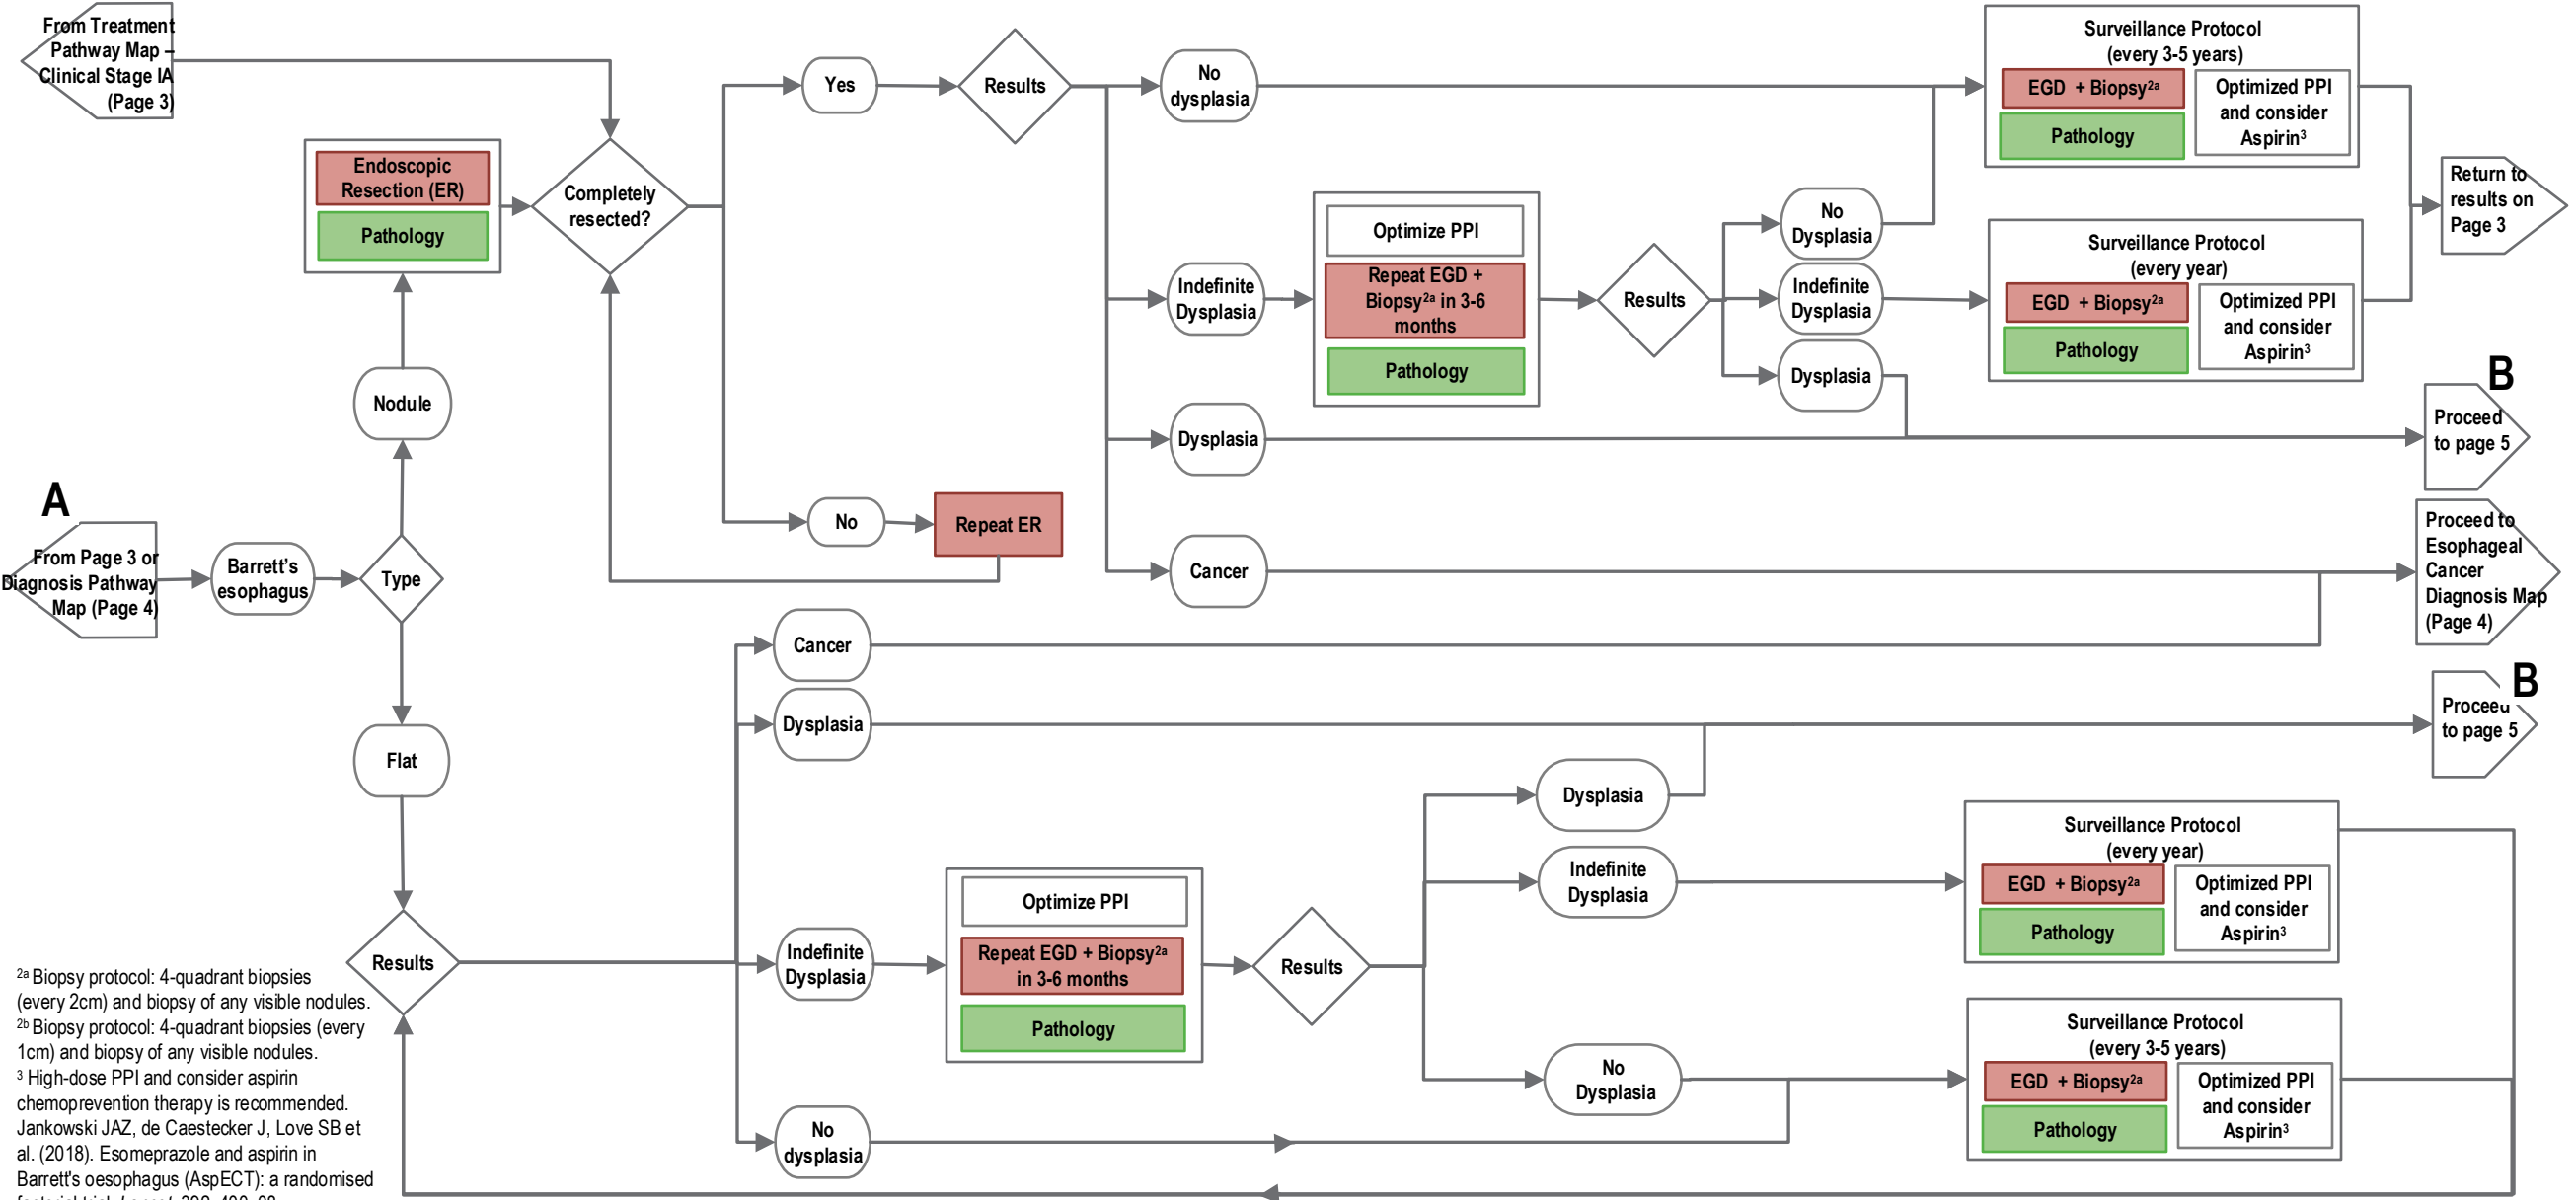 From Treatment
Pathway Map –
Clinical Stage IA
(Page 3)
Endoscopic
Resection (ER)
Pathology
Completely
resected?
Yes
Results
No
dysplasia
Surveillance Protocol
(every 3-5 years)
EGD + Biopsy2a
Pathology
Optimized PPI
and consider
Aspirin3
Return to
results on
Page 3
Indefinite
Dysplasia
Optimize PPI
Repeat EGD +
Biopsy2a in 3-6
months
Pathology
Results
No
Dysplasia
Indefinite
Dysplasia
Dysplasia
Surveillance Protocol
(every year)
EGD + Biopsy2a
Pathology
Optimized PPI
and consider
Aspirin3
B
Proceed
to page 5
Dysplasia
Nodule
No
Repeat ER
Cancer
Proceed to
Esophageal
Cancer
Diagnosis Map
(Page 4)
A
From Page 3 or
Diagnosis Pathway
Map (Page 4)
Barrett's
esophagus
Type
Flat
Results
Cancer
Dysplasia
B
Proceed
to page 5
Indefinite
Dysplasia
Optimize PPI
Repeat EGD + Biopsy2a
in 3-6 months
Pathology
Results
Dysplasia
Indefinite
Dysplasia
Surveillance Protocol
(every year)
EGD + Biopsy2a
Pathology
Optimized PPI
and consider
Aspirin3
No
Dysplasia
Surveillance Protocol
(every 3-5 years)
EGD + Biopsy2a
Pathology
Optimized PPI
and consider
Aspirin3
No
dysplasia
2a Biopsy protocol: 4-quadrant biopsies
(every 2cm) and biopsy of any visible nodules.
2b Biopsy protocol: 4-quadrant biopsies (every
1cm) and biopsy of any visible nodules.
3 High-dose PPI and consider aspirin
chemoprevention therapy is recommended.
Jankowski JAZ, de Caestecker J, Love SB et
al. (2018). Esomeprazole and aspirin in
Barrett's oesophagus (AspECT): a randomised